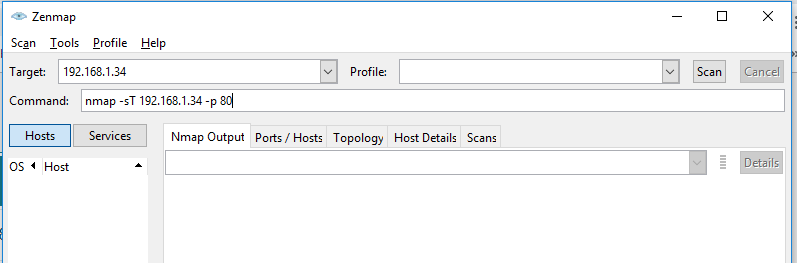 Zenmap
Scan Tools Profile Help
Target: 192.168.1.34 Profile: Scan Cancel
Command: nmap -sT 192.168.1.34 -p 80
Hosts Services Nmap Output Ports / Hosts Topology Host Details Scans
OS Host Details